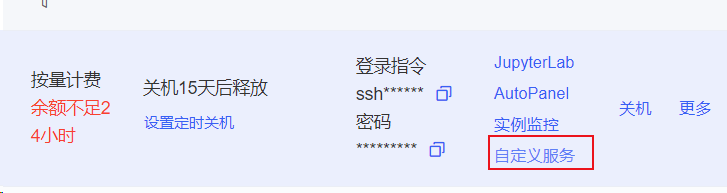 按量计费
余额不足2
4小时
关机15天后释放
设置定时关机
登录指令
ssh******
密码
*********
JupyterLab
AutoPanel
实例监控
自定义服务
关机
更多